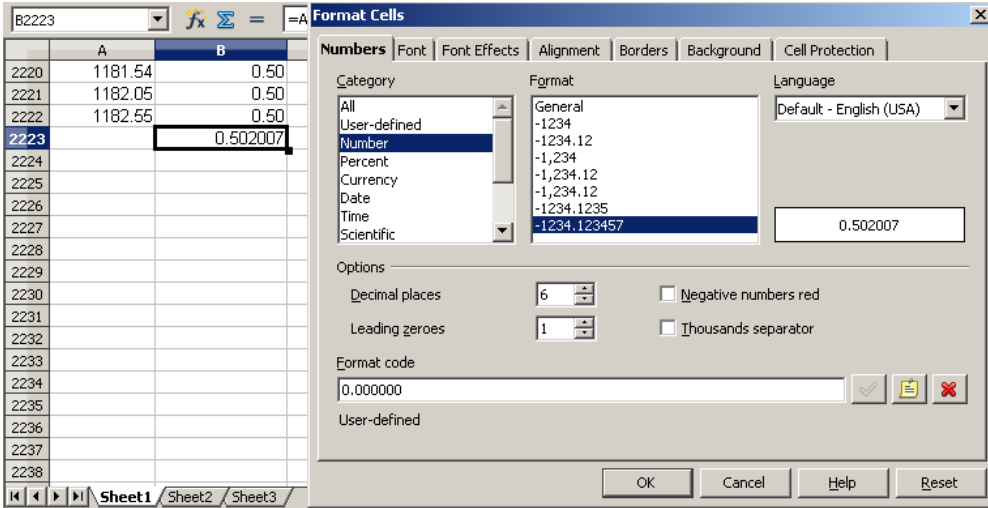 B2223 fx Σ = =A
A B
2220 1181.54 0.50
2221 1182.05 0.50
2222 1182.55 0.50
2223 0.502007
2224
2225
2226
2227
2228
2229
2230
2231
2232
2233
2234
2235
2236
2237
2238
Sheet1 Sheet2 Sheet3
Format Cells
Numbers Font Font Effects Alignment Borders Background Cell Protection
Category Format Language
All
User-defined
Number
Percent
Currency
Date
Time
Scientific
General
-1234
-1234.12
-1,234
-1,234.12
-1,234.12
-1234.1235
-1234.123457
Default - English (USA)
0.502007
Options
Decimal places 6 Negative numbers red
Leading zeroes 1 Thousands separator
Format code
0.000000
User-defined
OK Cancel Help Reset